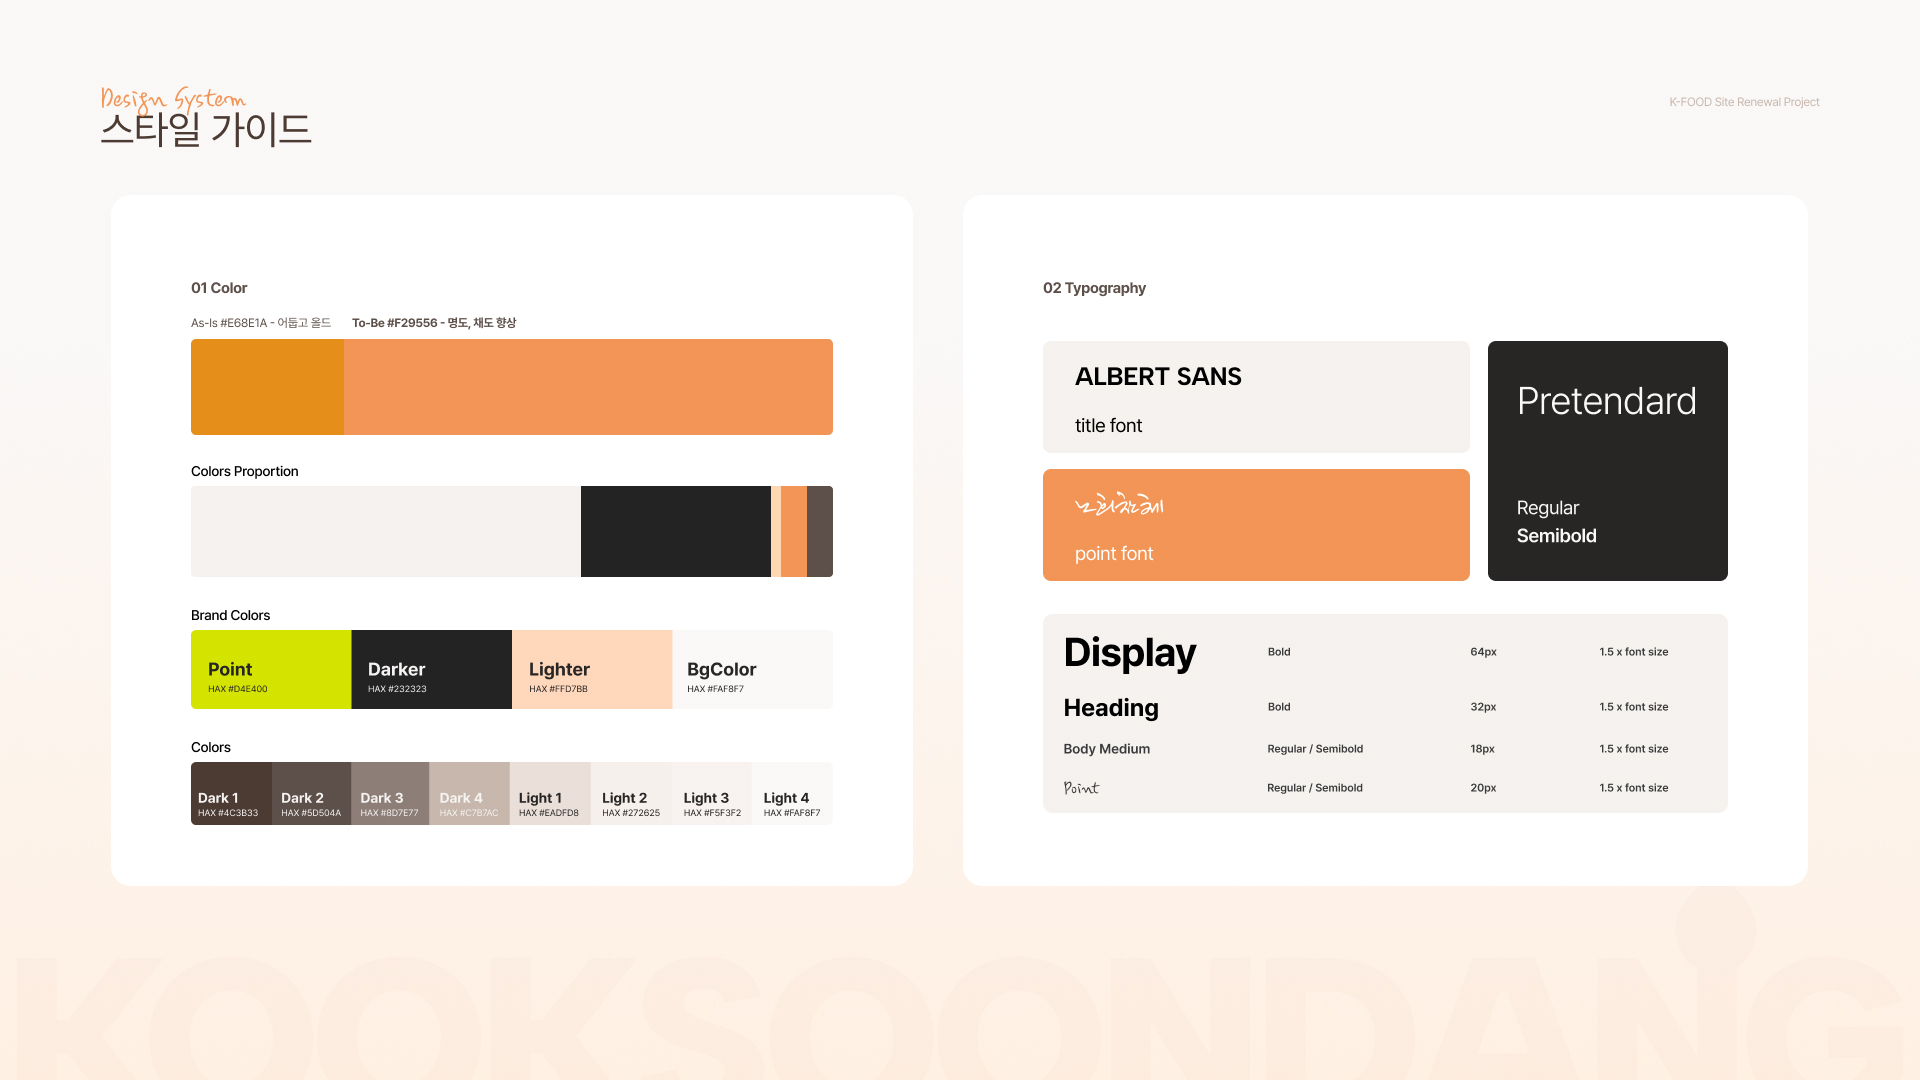 Design System
스타일 가이드
K-FOOD Site Renewal Project
01 Color
As-Is #E68E1A - 어둡고 올드
To-Be #F29556 - 명도, 채도 향상
Colors Proportion
Brand Colors
Point
HAX #D4E400
Darker
HAX #232323
Lighter
HAX #FFD7BB
BgColor
HAX #FAF8F7
Colors
Dark 1
HAX #4C3B33
Dark 2
HAX #5D504A
Dark 3
HAX #8D7E77
Dark 4
HAX #C7B7AC
Light 1
HAX #EADFD8
Light 2
HAX #272625
Light 3
HAX #F5F3F2
Light 4
HAX #FAF8F7
02 Typography
ALBERT SANS
title font
노회찬체
point font
Pretendard
Regular
Semibold
Display Bold 64px 1.5 x font size
Heading Bold 32px 1.5 x font size
Body Medium Regular / Semibold 18px 1.5 x font size
Point Regular / Semibold 20px 1.5 x font size
KOOKSOONDANG